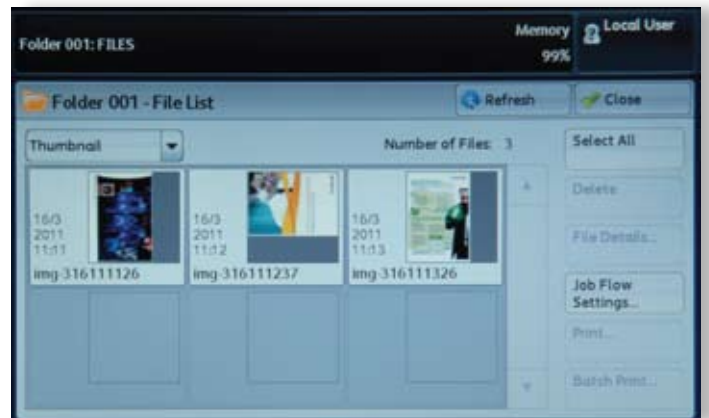 Folder 001: FILES
Memory
99%
Local User
Folder 001 - File List
Refresh
Close
Thumbnail
Number of Files: 3
Select All
16/3
2011
11:11
img-316111126
16/3
2011
11:12
img-316111237
16/3
2011
11:13
img-316111326
Delete
File Details...
Job Flow
Settings...
Print...
Batch Print...